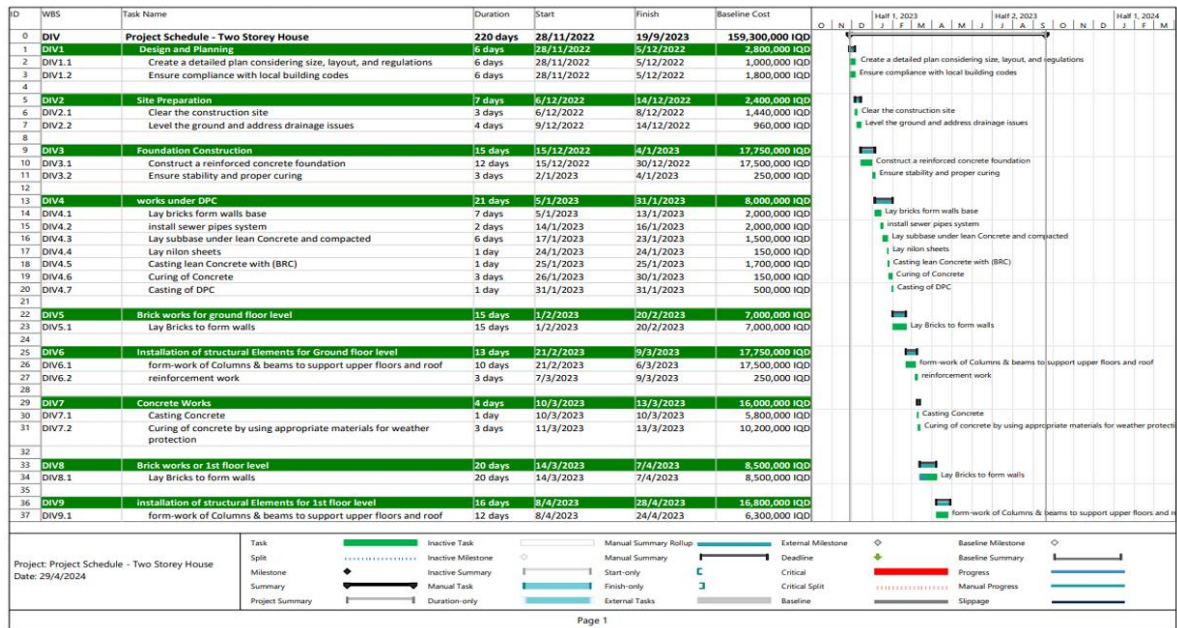 ID WBS Task Name Duration Start Finish Baseline Cost
Half 1, 2023 Half 2, 2023 Half 1, 2024
O N D J F M A M J J A S O N D J F M
0 DIV Project Schedule - Two Storey House 220 days 28/11/2022 19/9/2023 159,300,000 IQD
1 DIV1 Design and Planning 6 days 28/11/2022 5/12/2022 2,800,000 IQD
2 DIV1.1 Create a detailed plan considering size, layout, and regulations 6 days 28/11/2022 5/12/2022 1,000,000 IQD Create a detailed plan considering size, layout, and regulations
3 DIV1.2 Ensure compliance with local building codes 6 days 28/11/2022 5/12/2022 1,800,000 IQD Ensure compliance with local building codes
4
5 DIV2 Site Preparation 7 days 6/12/2022 14/12/2022 2,400,000 IQD
6 DIV2.1 Clear the construction site 3 days 6/12/2022 8/12/2022 1,440,000 IQD Clear the construction site
7 DIV2.2 Level the ground and address drainage issues 4 days 9/12/2022 14/12/2022 960,000 IQD Level the ground and address drainage issues
8
9 DIV3 Foundation Construction 15 days 15/12/2022 4/1/2023 17,750,000 IQD
10 DIV3.1 Construct a reinforced concrete foundation 12 days 15/12/2022 30/12/2022 17,500,000 IQD Construct a reinforced concrete foundation
11 DIV3.2 Ensure stability and proper curing 3 days 2/1/2023 4/1/2023 250,000 IQD Ensure stability and proper curing
12
13 DIV4 works under DPC 21 days 5/1/2023 31/1/2023 8,000,000 IQD
14 DIV4.1 Lay bricks form walls base 7 days 5/1/2023 13/1/2023 2,000,000 IQD Lay bricks form walls base
15 DIV4.2 install sewer pipes system 2 days 14/1/2023 16/1/2023 2,000,000 IQD install sewer pipes system
16 DIV4.3 Lay subbase under lean Concrete and compacted 6 days 17/1/2023 23/1/2023 1,500,000 IQD Lay subbase under lean Concrete and compacted
17 DIV4.4 Lay nilon sheets 1 day 24/1/2023 24/1/2023 150,000 IQD Lay nilon sheets
18 DIV4.5 Casting lean Concrete with (BRC) 1 day 25/1/2023 25/1/2023 1,700,000 IQD Casting lean Concrete with (BRC)
19 DIV4.6 Curing of Concrete 3 days 26/1/2023 30/1/2023 150,000 IQD Curing of Concrete
20 DIV4.7 Casting of DPC 1 day 31/1/2023 31/1/2023 500,000 IQD Casting of DPC
21
22 DIV5 Brick works for ground floor level 15 days 1/2/2023 20/2/2023 7,000,000 IQD
23 DIV5.1 Lay Bricks to form walls 15 days 1/2/2023 20/2/2023 7,000,000 IQD Lay Bricks to form walls
24
25 DIV6 Installation of structural Elements for Ground floor level 13 days 21/2/2023 9/3/2023 17,750,000 IQD
26 DIV6.1 form-work of Columns & beams to support upper floors and roof 10 days 21/2/2023 6/3/2023 17,500,000 IQD form-work of Columns & beams to support upper floors and roof
27 DIV6.2 reinforcement work 3 days 7/3/2023 9/3/2023 250,000 IQD reinforcement work
28
29 DIV7 Concrete Works 4 days 10/3/2023 13/3/2023 16,000,000 IQD
30 DIV7.1 Casting Concrete 1 day 10/3/2023 10/3/2023 5,800,000 IQD Casting Concrete
31 DIV7.2 Curing of concrete by using appropriate materials for weather 3 days 11/3/2023 13/3/2023 10,200,000 IQD Curing of concrete by using appropriate materials for weather protecti
protection
32
33 DIV8 Brick works or 1st floor level 20 days 14/3/2023 7/4/2023 8,500,000 IQD
34 DIV8.1 Lay Bricks to form walls 20 days 14/3/2023 7/4/2023 8,500,000 IQD Lay Bricks to form walls
35
36 DIV9 installation of structural Elements for 1st floor level 16 days 8/4/2023 28/4/2023 16,800,000 IQD
37 DIV9.1 form-work of Columns & beams to support upper floors and roof 12 days 8/4/2023 24/4/2023 6,300,000 IQD form-work of Columns & beams to support upper floors and r
Project: Project Schedule - Two Storey House
Date: 29/4/2024
Task Inactive Task Manual Summary Rollup External Milestone Baseline Milestone
Split Inactive Milestone Manual Summary Deadline Baseline Summary
Milestone Inactive Summary Start-only Critical Progress
Summary Manual Task Finish-only Critical Split Manual Progress
Project Summary Duration-only External Tasks Baseline Slippage
Page 1